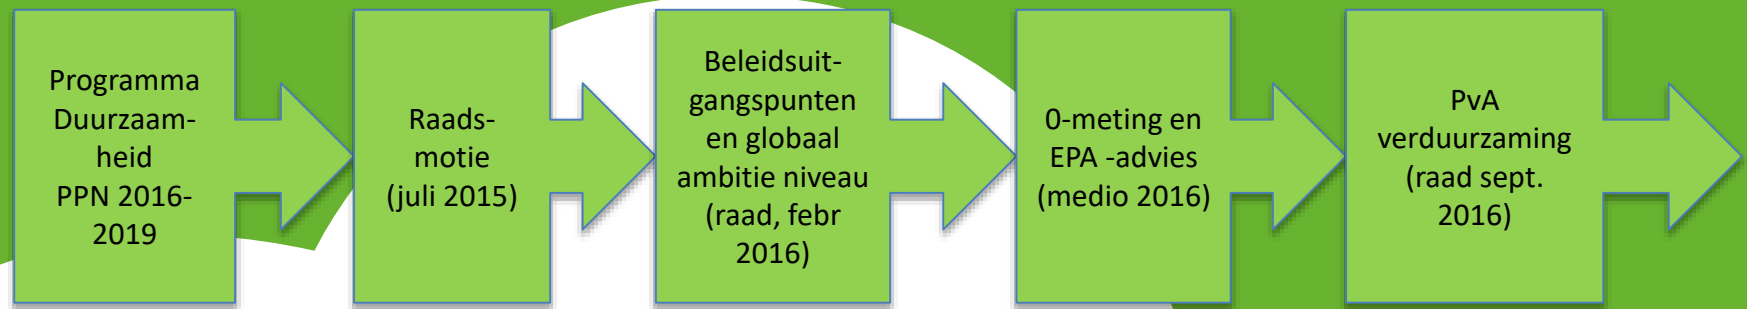 Programma
Duurzaam-
heid
PPN 2016-
2019
Raads-
motie
(juli 2015)
Beleidsuit-
gangspunten
en globaal
ambitie niveau
(raad, febr
2016)
0-meting en
EPA -advies
(medio 2016)
PvA
verduurzaming
(raad sept.
2016)